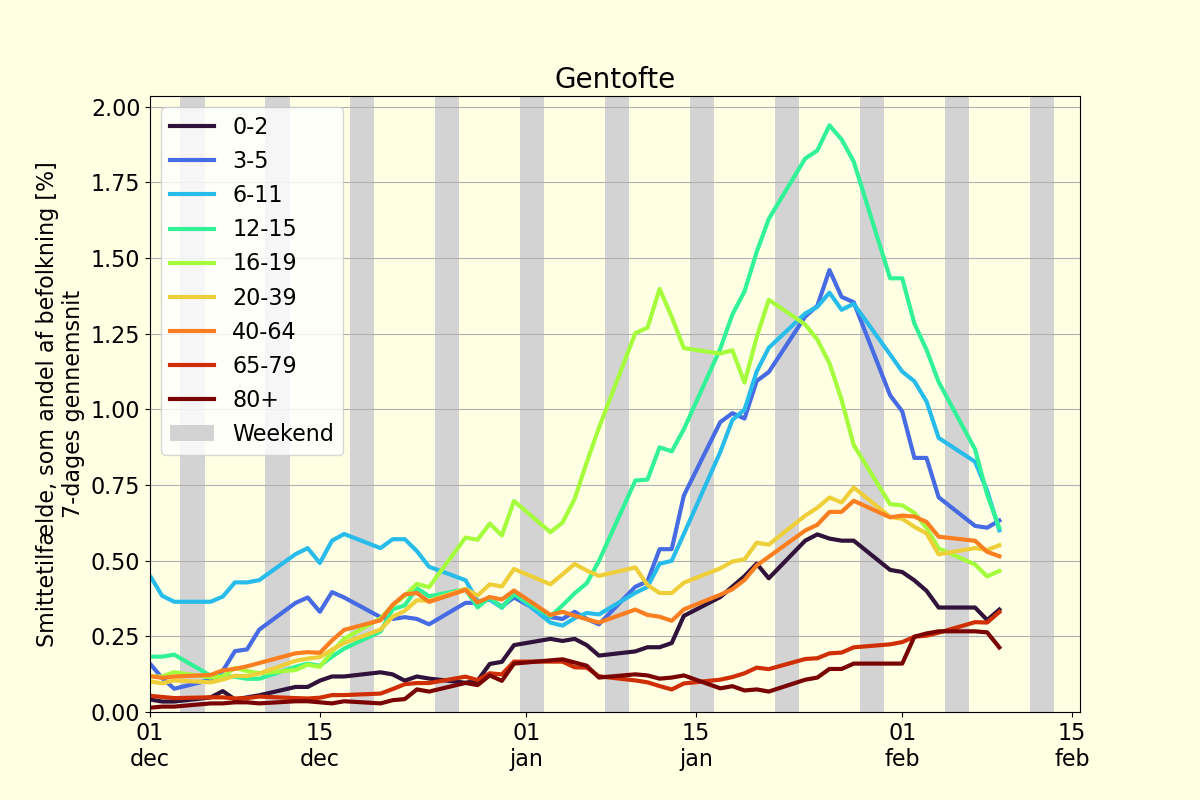 Gentofte
Smittetilfælde, som andel af befolkning [%]
7-dages gennemsnit
2.00
1.75
1.50
1.25
1.00
0.75
0.50
0.25
0.00
0-2
3-5
6-11
12-15
16-19
20-39
40-64
65-79
80+
Weekend
01
dec
15
dec
01
jan
15
jan
01
feb
15
feb